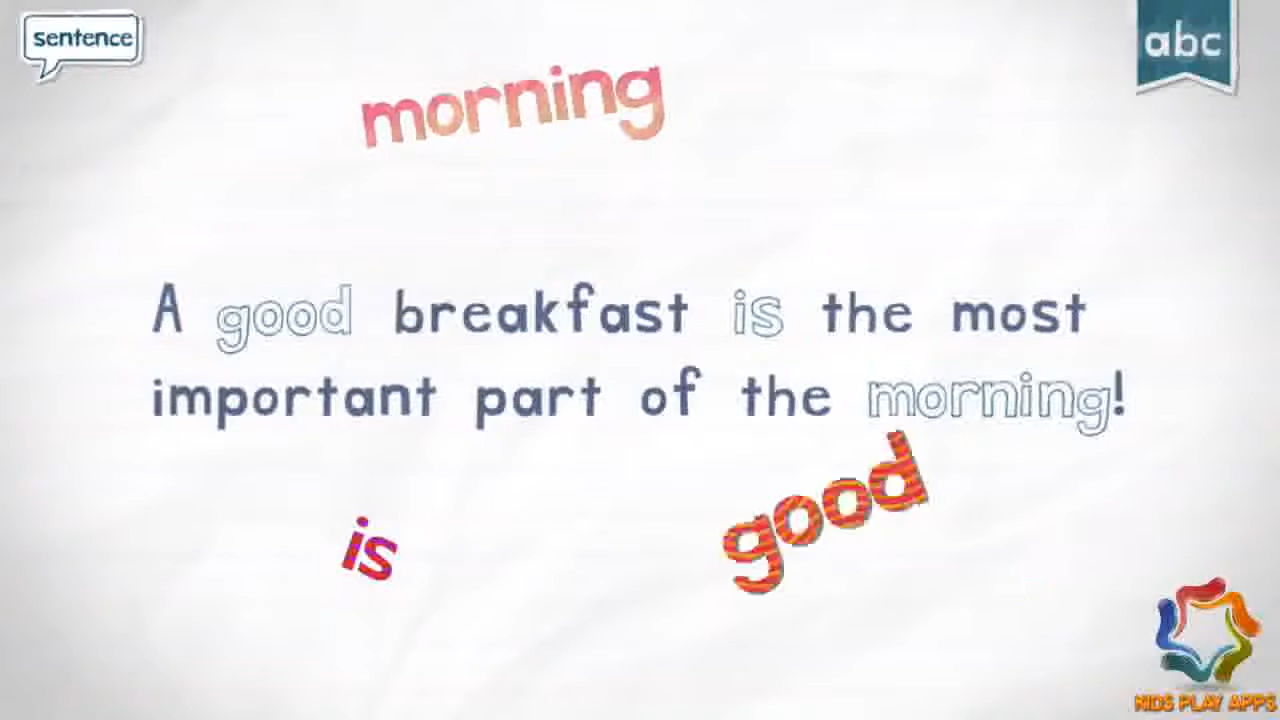 sentence
abc
morning
A good breakfast is the most
important part of the morning!
good
is
KIDS PLAY APPS